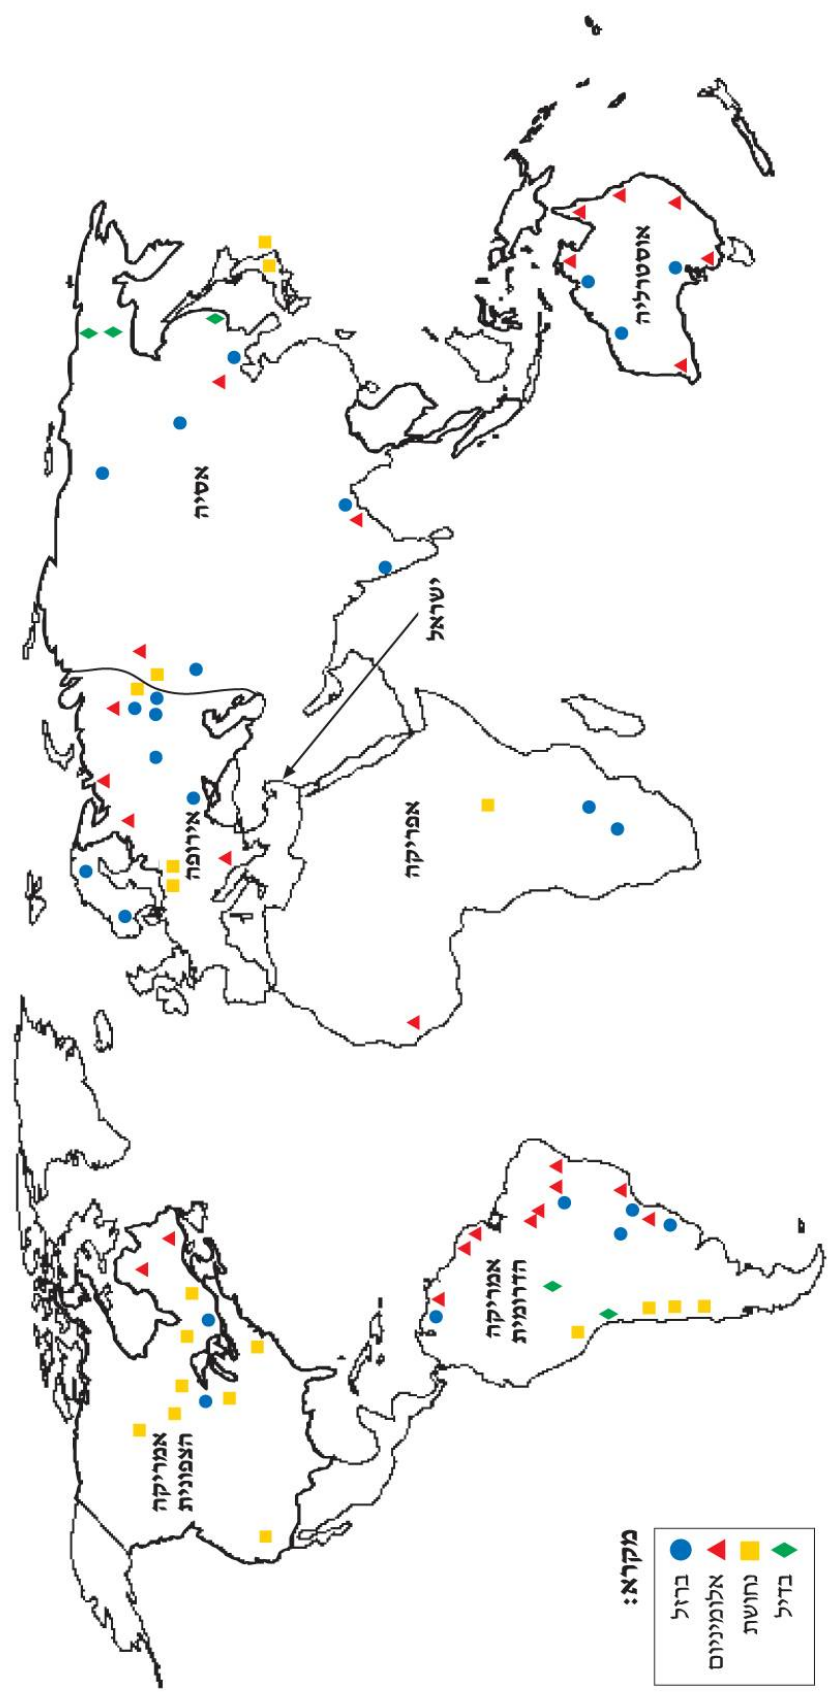 אמריקה
הצפונית
אמריקה
הדרומית
אירופה
אפריקה
ישראל
אסיה
אוסטרליה
מקרא:
ברזל
אלומיניום
נחושת
בדיל